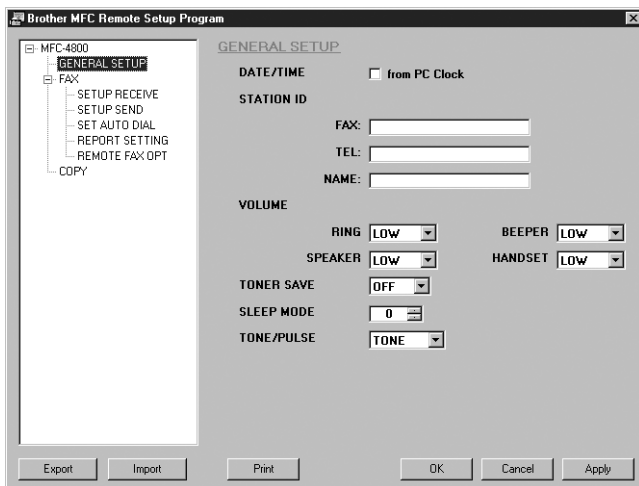 Brother MFC Remote Setup Program
MFC-4800
GENERAL SETUP
FAX
SETUP RECEIVE
SETUP SEND
SET AUTO DIAL
REPORT SETTING
REMOTE FAX OPT
COPY
GENERAL SETUP
DATE/TIME from PC Clock
STATION ID
FAX:
TEL:
NAME:
VOLUME
RING LOW BEEPER LOW
SPEAKER LOW HANDSET LOW
TONER SAVE OFF
SLEEP MODE 0
TONE/PULSE TONE
Export Import Print OK Cancel Apply